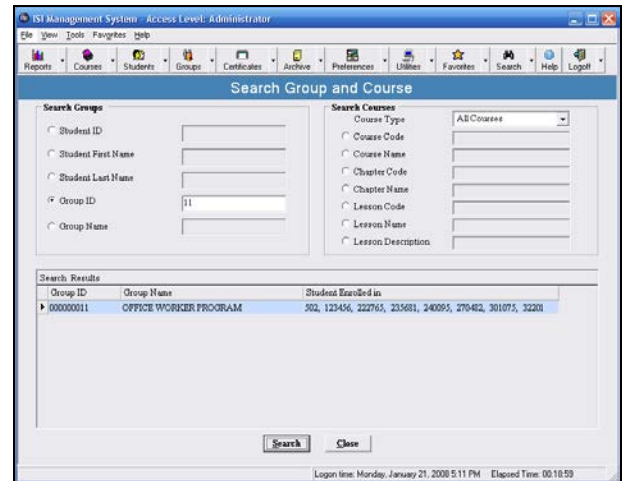 ISI Management System - Access Level: Administrator
File View Tools Favorites Help
Reports Courses Students Groups Certificates Archive Preferences Utilities Favorites Search Help Logoff
Search Group and Course
Search Groups
Student ID
Student First Name
Student Last Name
Group ID 11
Group Name
Search Courses
Course Type All Courses
Course Code
Course Name
Chapter Code
Chapter Name
Lesson Code
Lesson Name
Lesson Description
Search Results
Group ID Group Name Student Enrolled in
000000011 OFFICE WORKER PROGRAM 502, 123456, 222765, 235681, 240095, 270482, 301075, 32201
Search Close
Logon time: Monday, January 21, 2008 5:11 PM Elapsed Time: 00:18:59